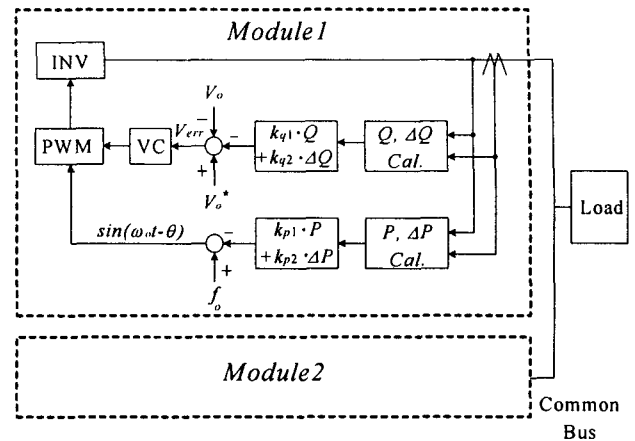 Module1
INV
V_o
V_err
−
−
k_q1·Q
+k_q2·ΔQ
Q, ΔQ
Cal.
PWM
VC
+
V_o*
Load
sin(ω_ot-θ)
−
k_p1·P
+k_p2·ΔP
P, ΔP
Cal.
+
f_o
Module2
Common
Bus